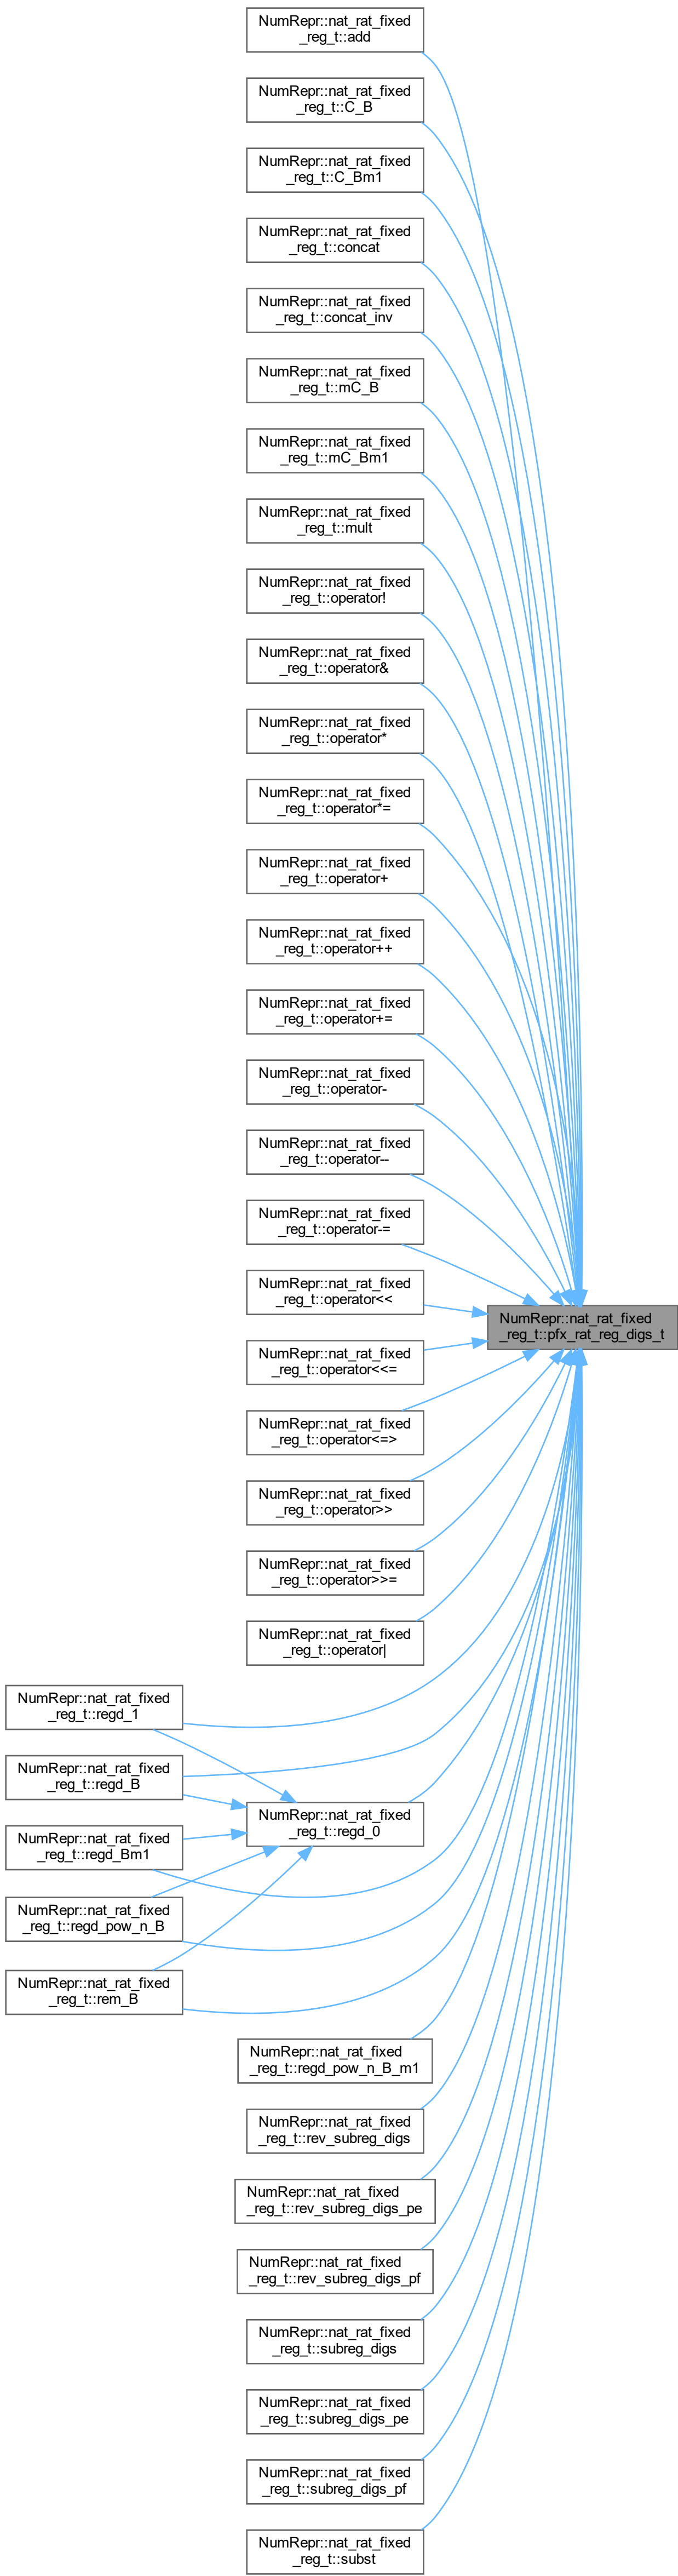 NumRepr::nat_rat_fixed
_reg_t::add
NumRepr::nat_rat_fixed
_reg_t::C_B
NumRepr::nat_rat_fixed
_reg_t::C_Bm1
NumRepr::nat_rat_fixed
_reg_t::concat
NumRepr::nat_rat_fixed
_reg_t::concat_inv
NumRepr::nat_rat_fixed
_reg_t::mC_B
NumRepr::nat_rat_fixed
_reg_t::mC_Bm1
NumRepr::nat_rat_fixed
_reg_t::mult
NumRepr::nat_rat_fixed
_reg_t::operator!
NumRepr::nat_rat_fixed
_reg_t::operator&
NumRepr::nat_rat_fixed
_reg_t::operator*
NumRepr::nat_rat_fixed
_reg_t::operator*=
NumRepr::nat_rat_fixed
_reg_t::operator+
NumRepr::nat_rat_fixed
_reg_t::operator++
NumRepr::nat_rat_fixed
_reg_t::operator+=
NumRepr::nat_rat_fixed
_reg_t::operator-
NumRepr::nat_rat_fixed
_reg_t::operator--
NumRepr::nat_rat_fixed
_reg_t::operator-=
NumRepr::nat_rat_fixed
_reg_t::operator<<
NumRepr::nat_rat_fixed
_reg_t::pfx_rat_reg_digs_t
NumRepr::nat_rat_fixed
_reg_t::operator<<=
NumRepr::nat_rat_fixed
_reg_t::operator<=>
NumRepr::nat_rat_fixed
_reg_t::operator>>
NumRepr::nat_rat_fixed
_reg_t::operator>>=
NumRepr::nat_rat_fixed
_reg_t::operator|
NumRepr::nat_rat_fixed
_reg_t::regd_1
NumRepr::nat_rat_fixed
_reg_t::regd_B
NumRepr::nat_rat_fixed
_reg_t::regd_0
NumRepr::nat_rat_fixed
_reg_t::regd_Bm1
NumRepr::nat_rat_fixed
_reg_t::regd_pow_n_B
NumRepr::nat_rat_fixed
_reg_t::rem_B
NumRepr::nat_rat_fixed
_reg_t::regd_pow_n_B_m1
NumRepr::nat_rat_fixed
_reg_t::rev_subreg_digs
NumRepr::nat_rat_fixed
_reg_t::rev_subreg_digs_pe
NumRepr::nat_rat_fixed
_reg_t::rev_subreg_digs_pf
NumRepr::nat_rat_fixed
_reg_t::subreg_digs
NumRepr::nat_rat_fixed
_reg_t::subreg_digs_pe
NumRepr::nat_rat_fixed
_reg_t::subreg_digs_pf
NumRepr::nat_rat_fixed
_reg_t::subst